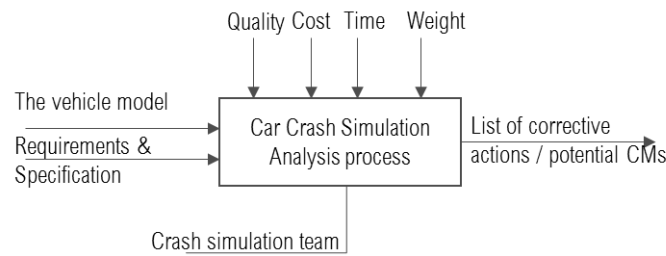 Quality Cost Time Weight
The vehicle model
Requirements &
Specification
Car Crash Simulation
Analysis process
List of corrective
actions / potential CMs
Crash simulation team